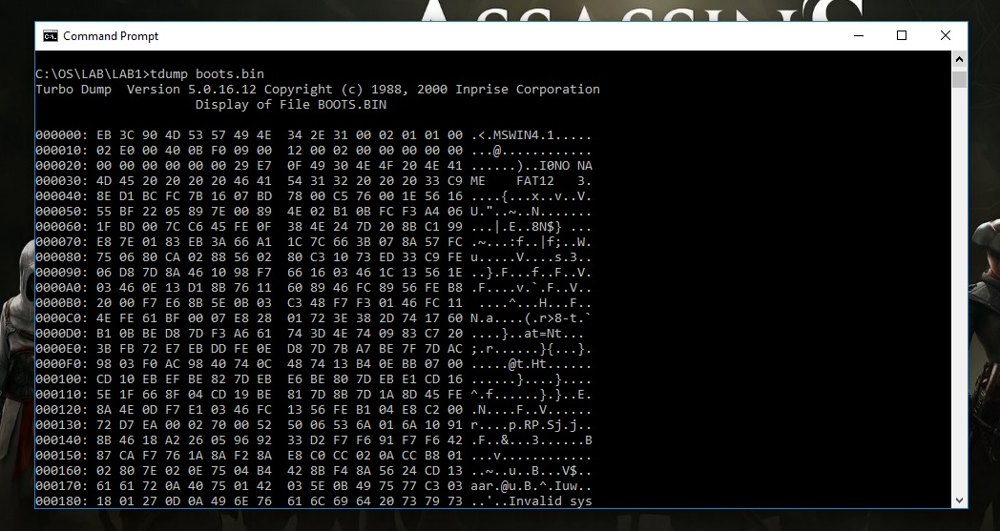 ASSASSIN'S
Command Prompt
C:\OS\LAB\LAB1>tdump boots.bin
Turbo Dump  Version 5.0.16.12 Copyright (c) 1988, 2000 Inprise Corporation
Display of File BOOTS.BIN
000000: EB 3C 90 4D 53 57 49 4E  34 2E 31 00 02 01 01 00 .<.MSWIN4.1.....
000010: 02 E0 00 40 0B F0 09 00  12 00 02 00 00 00 00 00 ...@............
000020: 00 00 00 00 00 00 29 E7  0F 49 30 4E 4F 20 4E 41 ......)..I0NO NA
000030: 4D 45 20 20 20 20 46 41  54 31 32 20 20 20 33 C9 ME    FAT12   3.
000040: 8E D1 BC FC 7B 16 07 BD  78 00 C5 76 00 1E 56 16 ....{...x..v..V.
000050: 55 BF 22 05 89 7E 00 89  4E 02 B1 0B FC F3 A4 06 U."..~..N.......
000060: 1F BD 00 7C C6 45 FE 0F  38 4E 24 7D 20 8B C1 99 ...|.E..8N$} ...
000070: E8 7E 01 83 EB 3A 66 A1  1C 7C 66 3B 07 8A 57 FC .~...:f..|f;..W.
000080: 75 06 80 CA 02 88 56 02  80 C3 10 73 ED 33 C9 FE u.....V....s.3..
000090: 06 D8 7D 8A 46 10 98 F7  66 16 03 46 1C 13 56 1E ..}.F...f..F..V.
0000A0: 03 46 0E 13 D1 8B 76 11  60 89 46 FC 89 56 FE B8 .F....v.`.F..V..
0000B0: 20 00 F7 E6 8B 5E 0B 03  C3 48 F7 F3 01 46 FC 11  ....^...H...F..
0000C0: 4E FE 61 BF 00 07 E8 28  01 72 3E 38 2D 74 17 60 N.a....(.r>8-t.`
0000D0: B1 0B BE D8 7D F3 A6 61  74 3D 4E 74 09 83 C7 20 ....}..at=Nt...
0000E0: 3B FB 72 E7 EB DD FE 0E  D8 7D 7B A7 BE 7F 7D AC ;.r......}{...}.
0000F0: 98 03 F0 AC 98 40 74 0C  48 74 13 B4 0E BB 07 00 .....@t.Ht......
000100: CD 10 EB EF BE 82 7D EB  E6 BE 80 7D EB E1 CD 16 ......}....}....
000110: 5E 1F 66 8F 04 CD 19 BE  81 7D 8B 7D 1A 8D 45 FE ^.f......}.}..E.
000120: 8A 4E 0D F7 E1 03 46 FC  13 56 FE B1 04 E8 C2 00 .N....F..V......
000130: 72 D7 EA 00 02 70 00 52  50 06 53 6A 01 6A 10 91 r....p.RP.Sj.j..
000140: 8B 46 18 A2 26 05 96 92  33 D2 F7 F6 91 F7 F6 42 .F..&...3......B
000150: 87 CA F7 76 1A 8A F2 8A  E8 C0 CC 02 0A CC B8 01 ...v............
000160: 02 80 7E 02 0E 75 04 B4  42 8B F4 8A 56 24 CD 13 ..~..u..B...V$..
000170: 61 61 72 0A 40 75 01 42  03 5E 0B 49 75 77 C3 03 aar.@u.B.^.Iuw..
000180: 18 01 27 0D 0A 49 6E 76  61 6C 69 64 20 73 79 73 ..'..Invalid sys